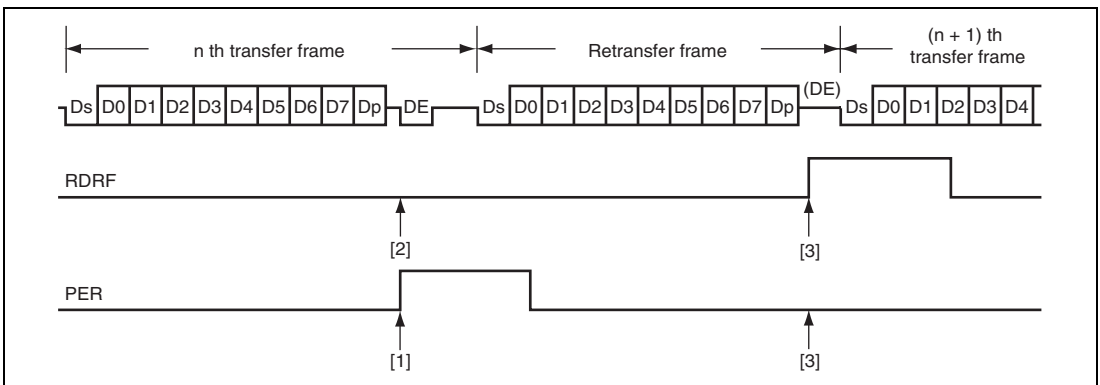 n th transfer frame
Retransfer frame
(n + 1) th
transfer frame
Ds D0 D1 D2 D3 D4 D5 D6 D7 Dp DE Ds D0 D1 D2 D3 D4 D5 D6 D7 Dp (DE) Ds D0 D1 D2 D3 D4
RDRF
[2] [3]
PER
[1] [3]